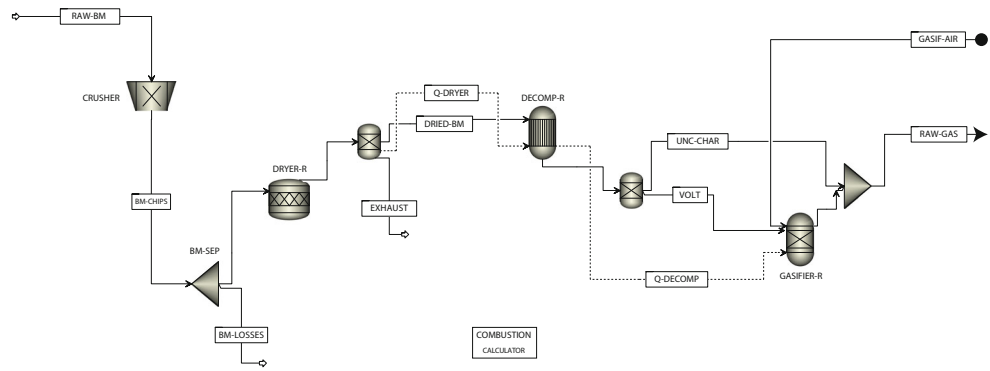 RAW-BM
GASIF-AIR
CRUSHER
Q-DRYER
DECOMP-R
DRIED-BM
UNC-CHAR
RAW-GAS
DRYER-R
BM-CHIPS
VOLT
EXHAUST
BM-SEP
GASIFIER-R
Q-DECOMP
BM-LOSSES
COMBUSTION
CALCULATOR